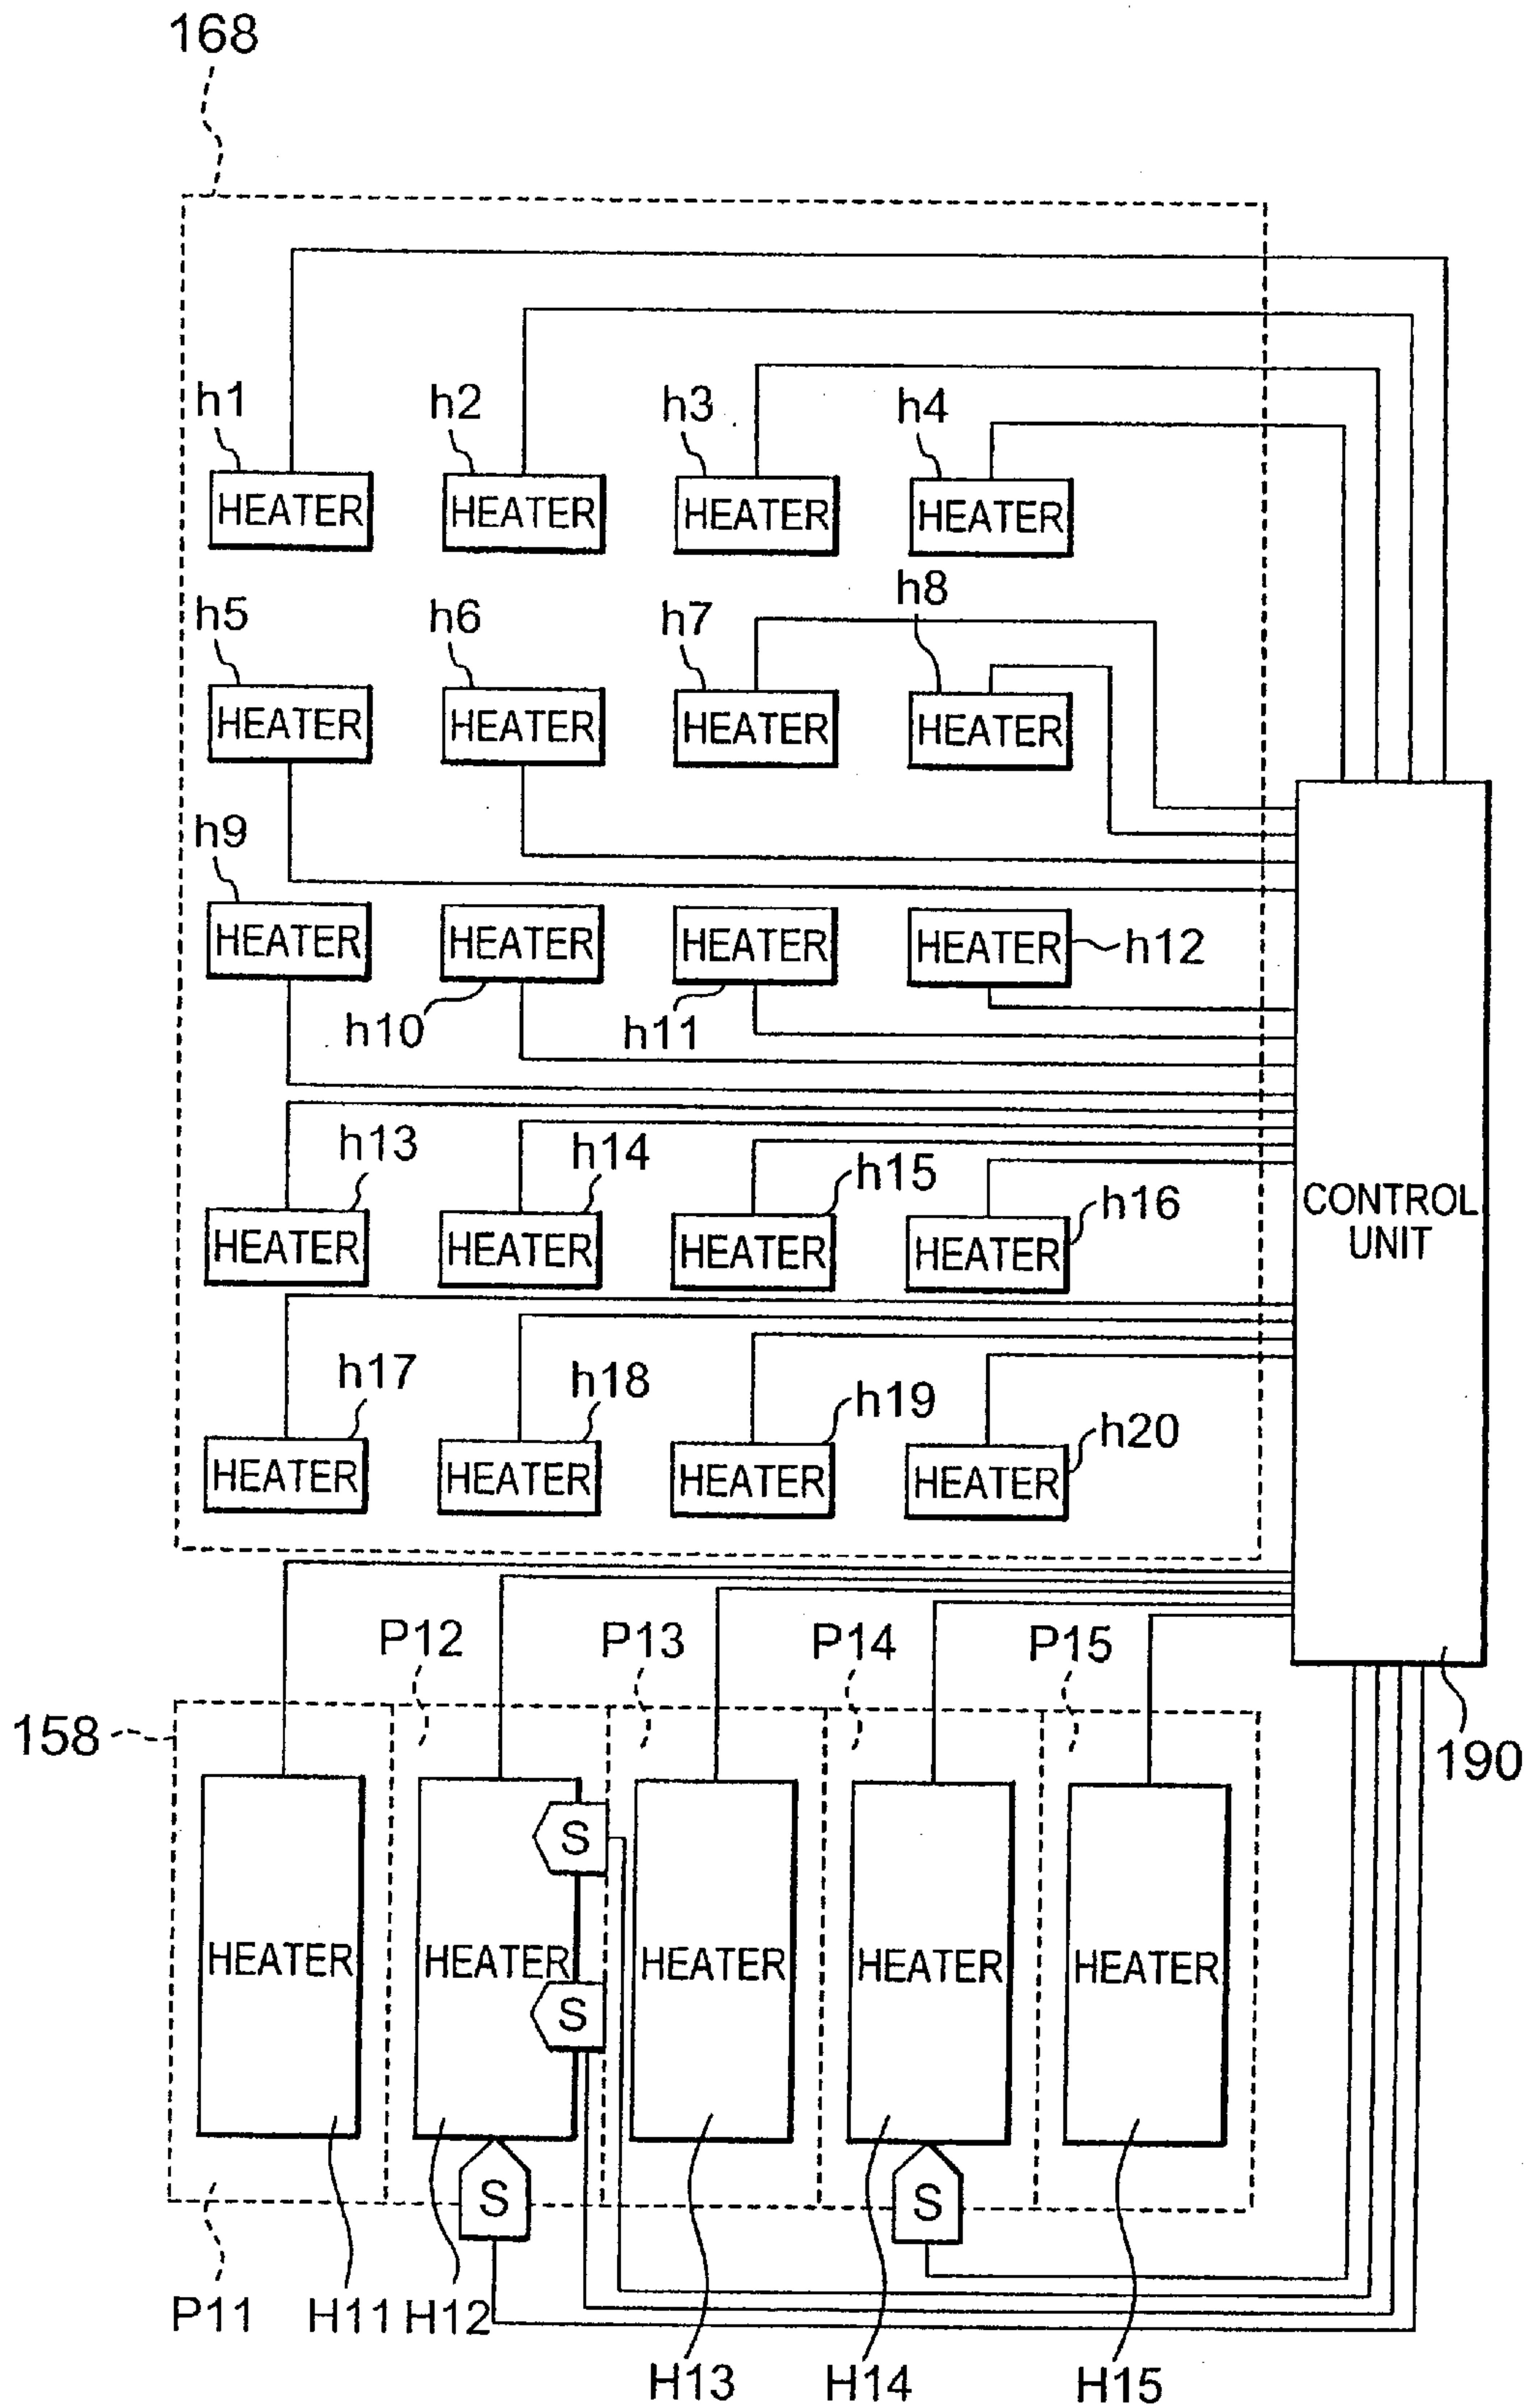 168
h1
h2
h3
h4
HEATER
HEATER
HEATER
HEATER
h5
h6
h7
h8
HEATER
HEATER
HEATER
HEATER
h9
HEATER
HEATER
HEATER
HEATER
h12
h10
h11
h13
h14
h15
h16
HEATER
HEATER
HEATER
HEATER
CONTROL
UNIT
h17
h18
h19
h20
HEATER
HEATER
HEATER
HEATER
P12
P13
P14
P15
158
190
S
HEATER
HEATER
HEATER
HEATER
HEATER
S
S
S
P11
H11
H12
H13
H14
H15